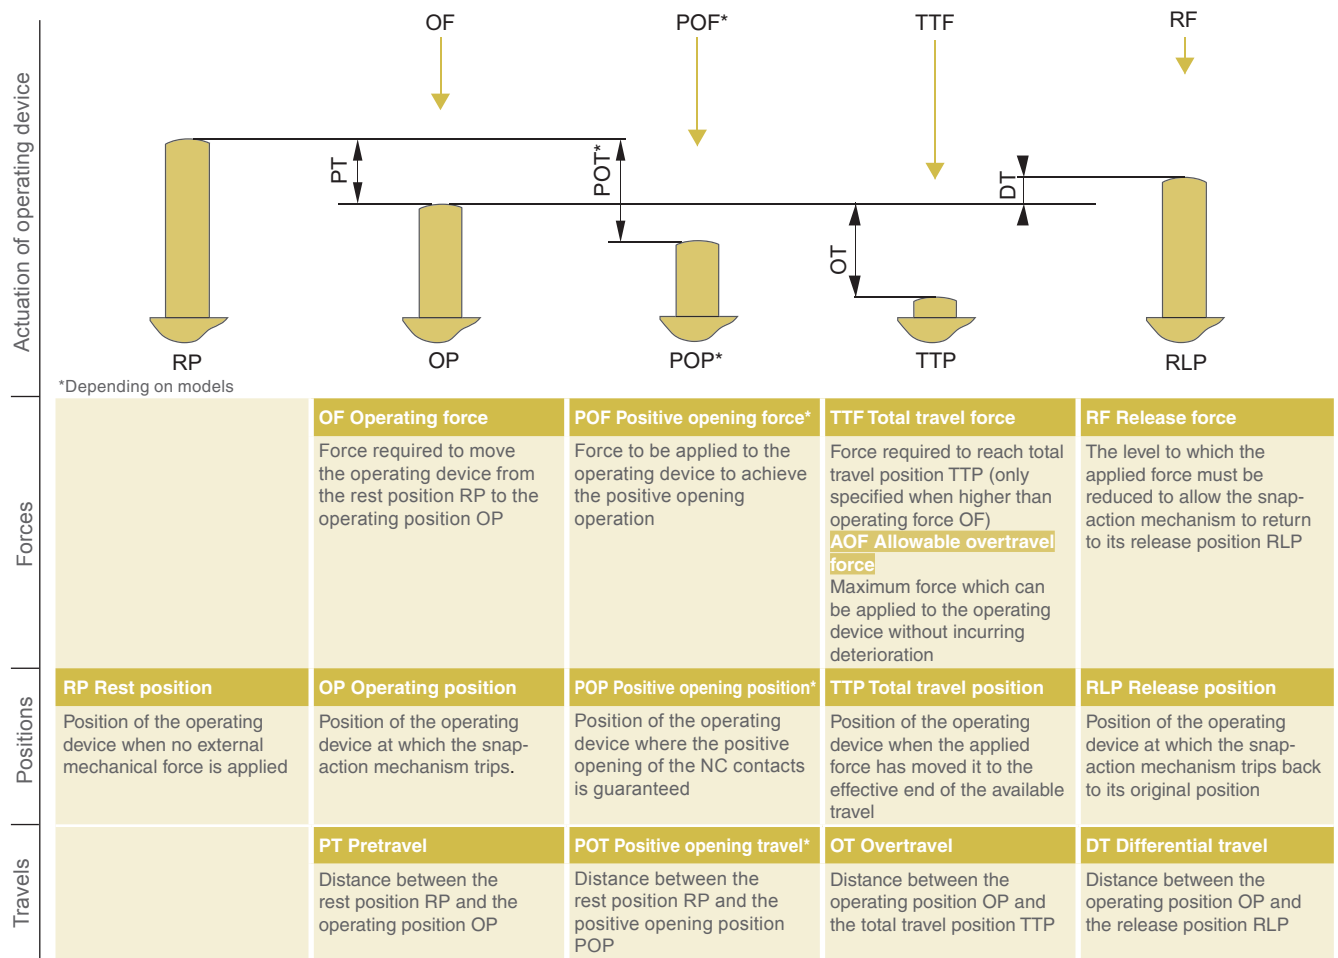 OF
POF*
TTF
RF
Actuation of operating device
PT
POT*
OT
DT
RP
OP
POP*
TTP
RLP
*Depending on models
Forces
OF Operating force
Force required to move
the operating device from
the rest position RP to the
operating position OP
POF Positive opening force*
Force to be applied to the
operating device to achieve
the positive opening
operation
TTF Total travel force
Force required to reach total
travel position TTP (only
specified when higher than
operating force OF)
AOF Allowable overtravel
force
Maximum force which can
be applied to the operating
device without incurring
deterioration
RF Release force
The level to which the
applied force must be
reduced to allow the snap-
action mechanism to return
to its release position RLP
Positions
RP Rest position
Position of the operating
device when no external
mechanical force is applied
OP Operating position
Position of the operating
device at which the snap-
action mechanism trips.
POP Positive opening position*
Position of the operating
device where the positive
opening of the NC contacts
is guaranteed
TTP Total travel position
Position of the operating
device when the applied
force has moved it to the
effective end of the available
travel
RLP Release position
Position of the operating
device at which the snap-
action mechanism trips back
to its original position
Travels
PT Pretravel
Distance between the
rest position RP and the
operating position OP
POT Positive opening travel*
Distance between the
rest position RP and the
positive opening position
POP
OT Overtravel
Distance between the
operating position OP and
the total travel position TTP
DT Differential travel
Distance between the
operating position OP and
the release position RLP